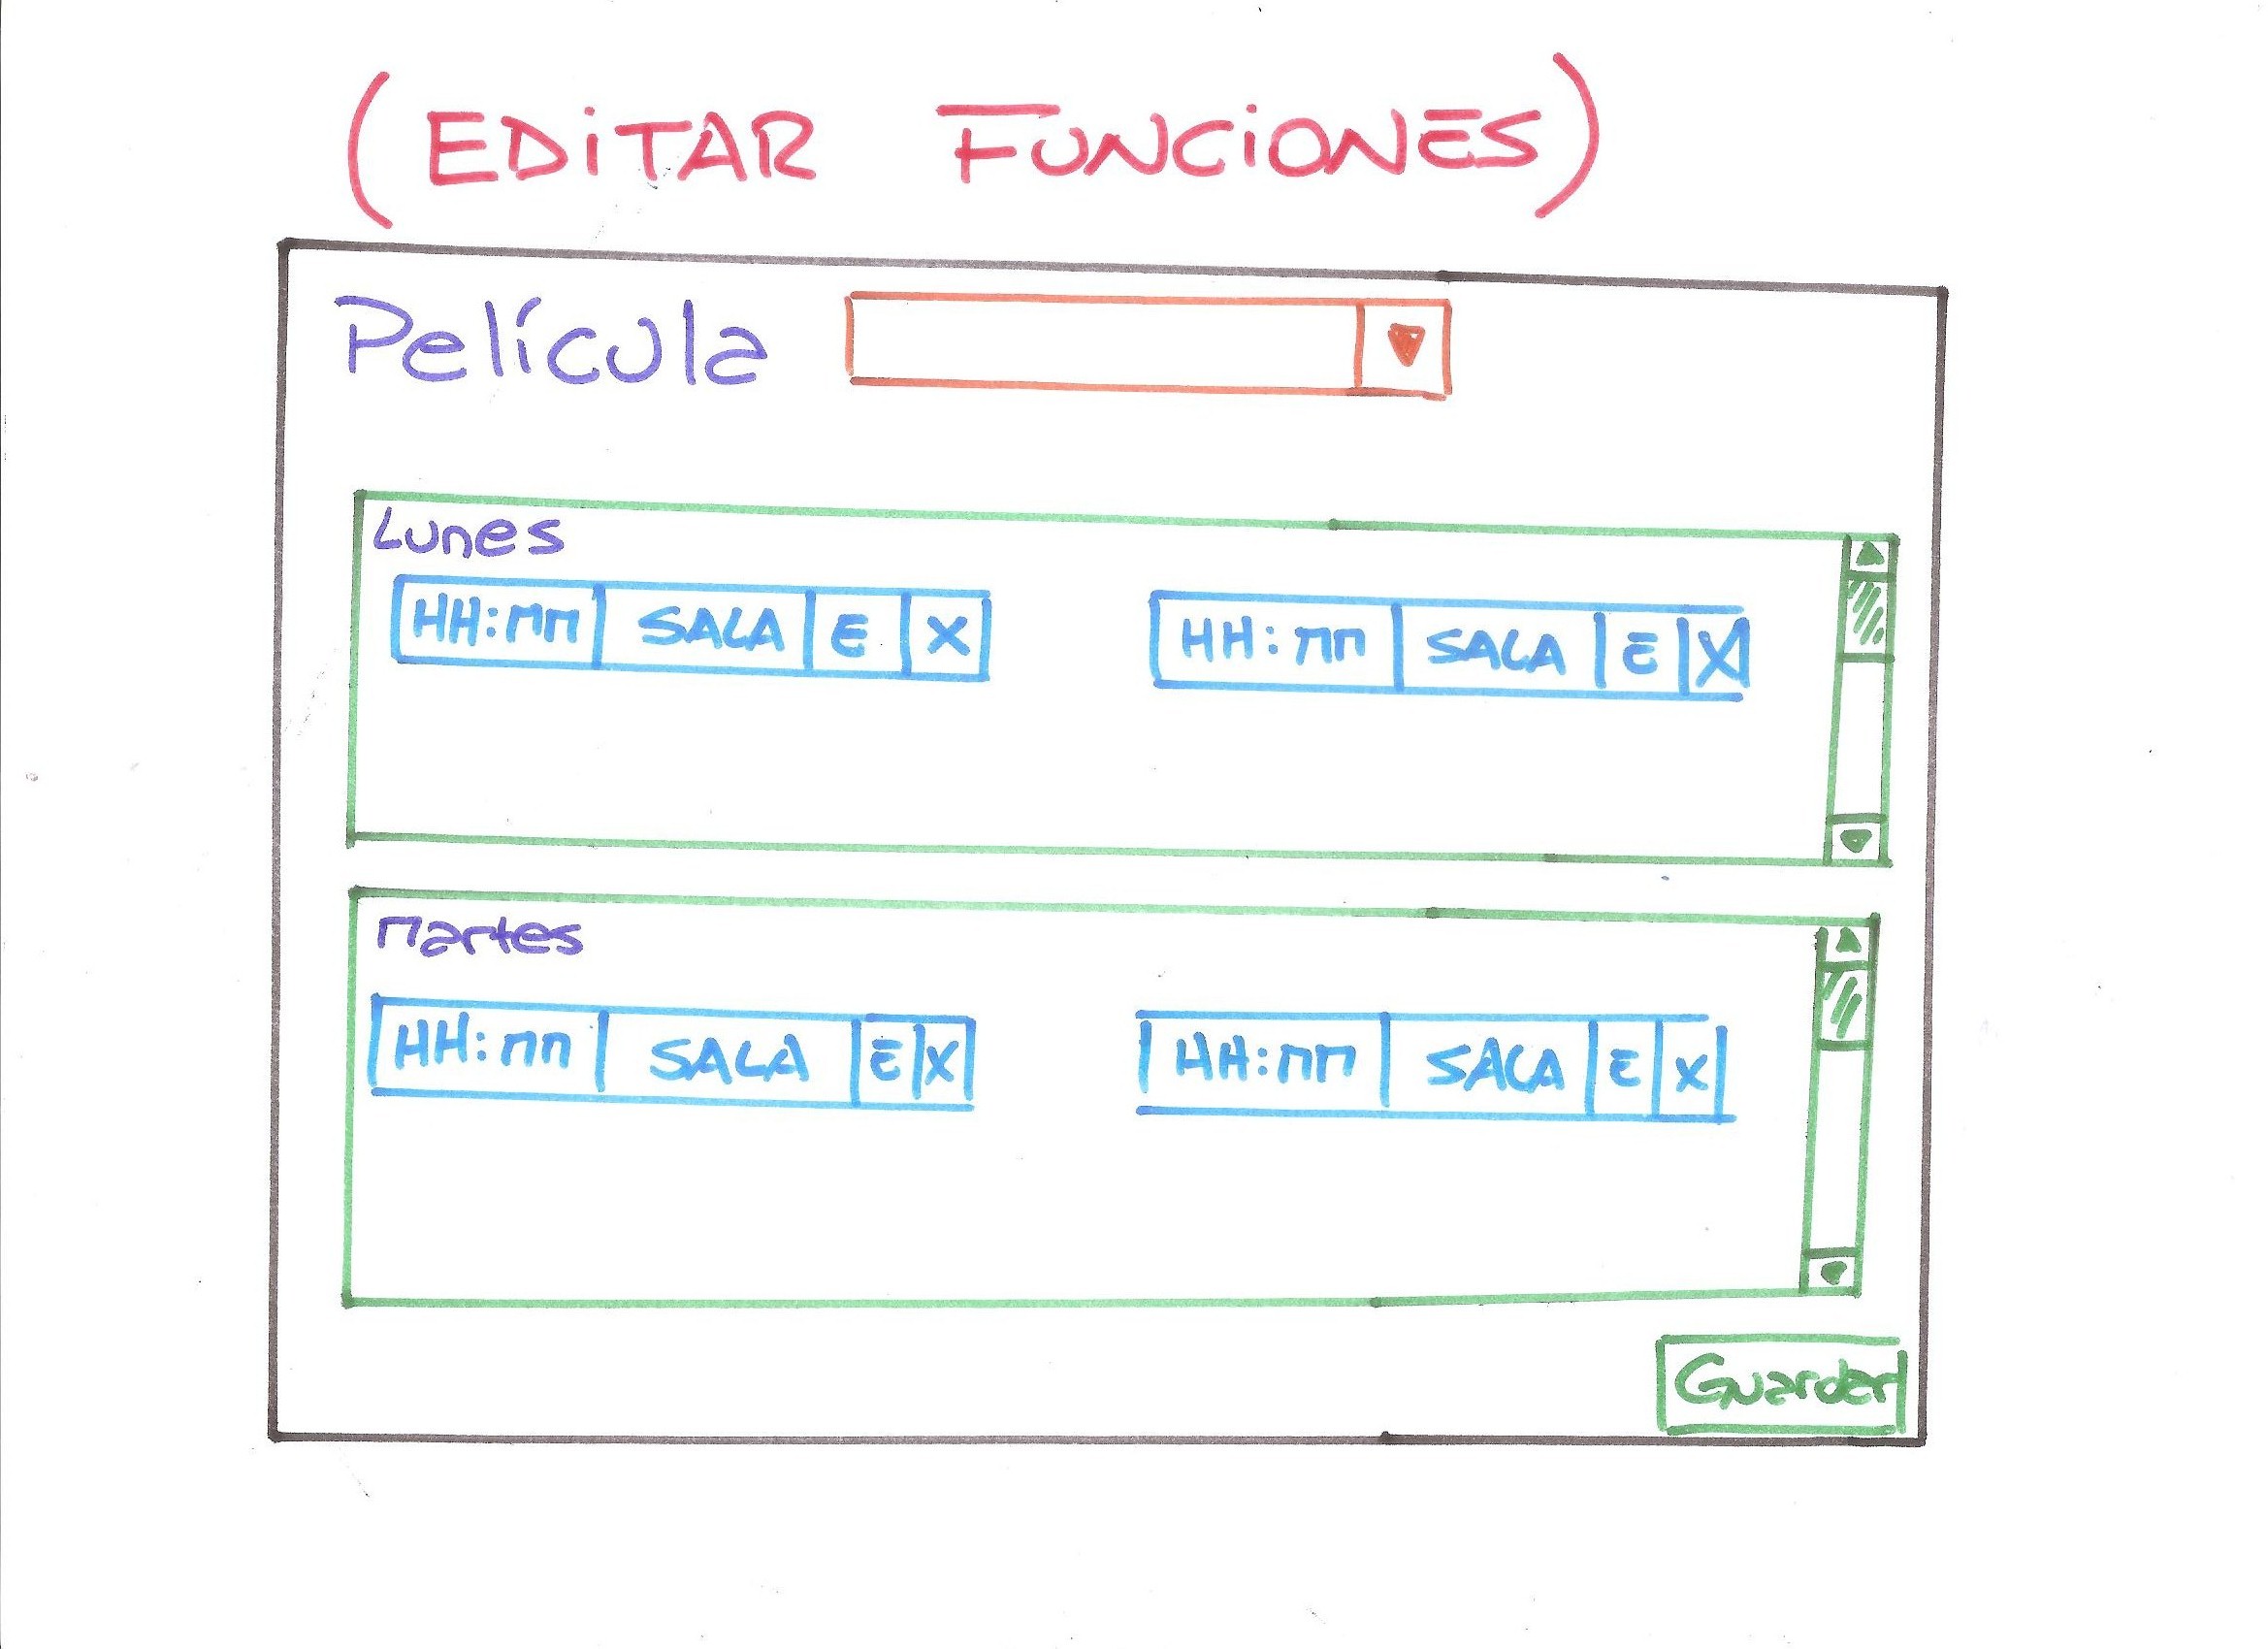 (EDiTAR FUNCiONES)
Película
Lunes
HH:MM SALA E X HH:MM SALA E X
Martes
HH:MM SALA E X HH:MM SALA E X
Guardar